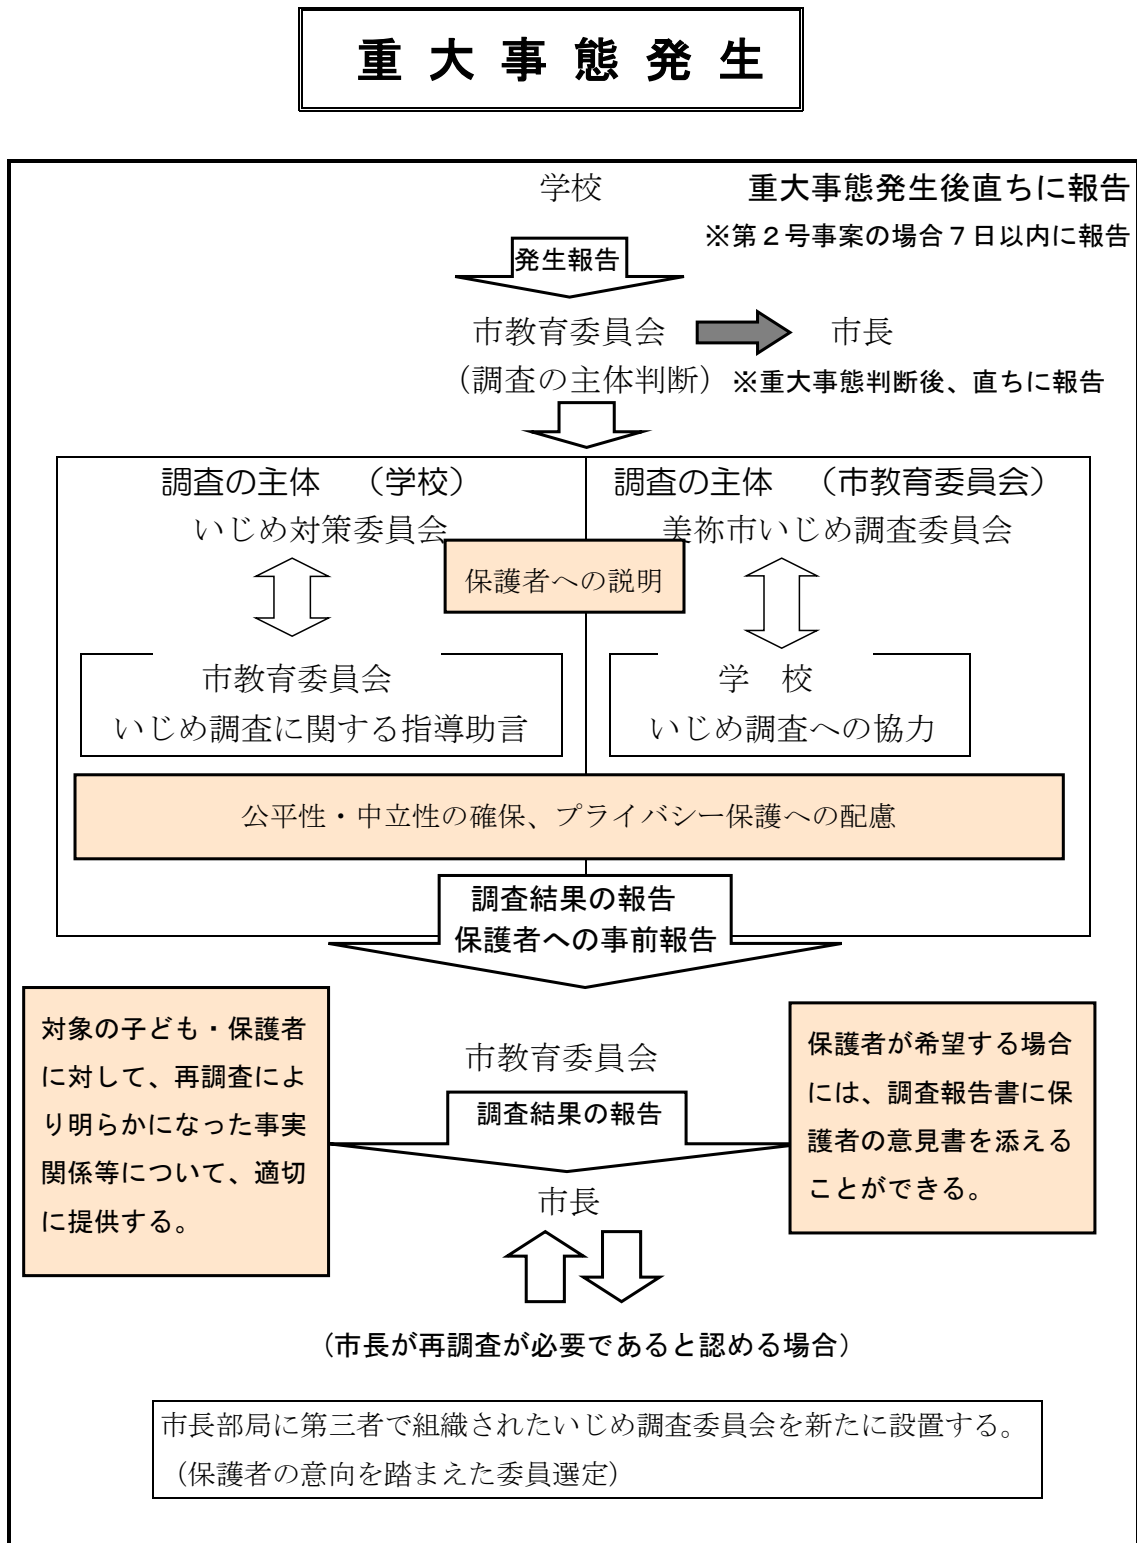 重大事態発生
学校
重大事態発生後直ちに報告
※第２号事案の場合７日以内に報告
発生報告
市教育委員会
市長
（調査の主体判断）
※重大事態判断後、直ちに報告
調査の主体　（学校）
いじめ対策委員会
調査の主体　（市教育委員会）
美祢市いじめ調査委員会
保護者への説明
市教育委員会
いじめ調査に関する指導助言
学　校
いじめ調査への協力
公平性・中立性の確保、プライバシー保護への配慮
調査結果の報告
保護者への事前報告
対象の子ども・保護者
に対して、再調査によ
り明らかになった事実
関係等について、適切
に提供する。
市教育委員会
調査結果の報告
市長
保護者が希望する場合
には、調査報告書に保
護者の意見書を添える
ことができる。
（市長が再調査が必要であると認める場合）
市長部局に第三者で組織されたいじめ調査委員会を新たに設置する。
（保護者の意向を踏まえた委員選定）